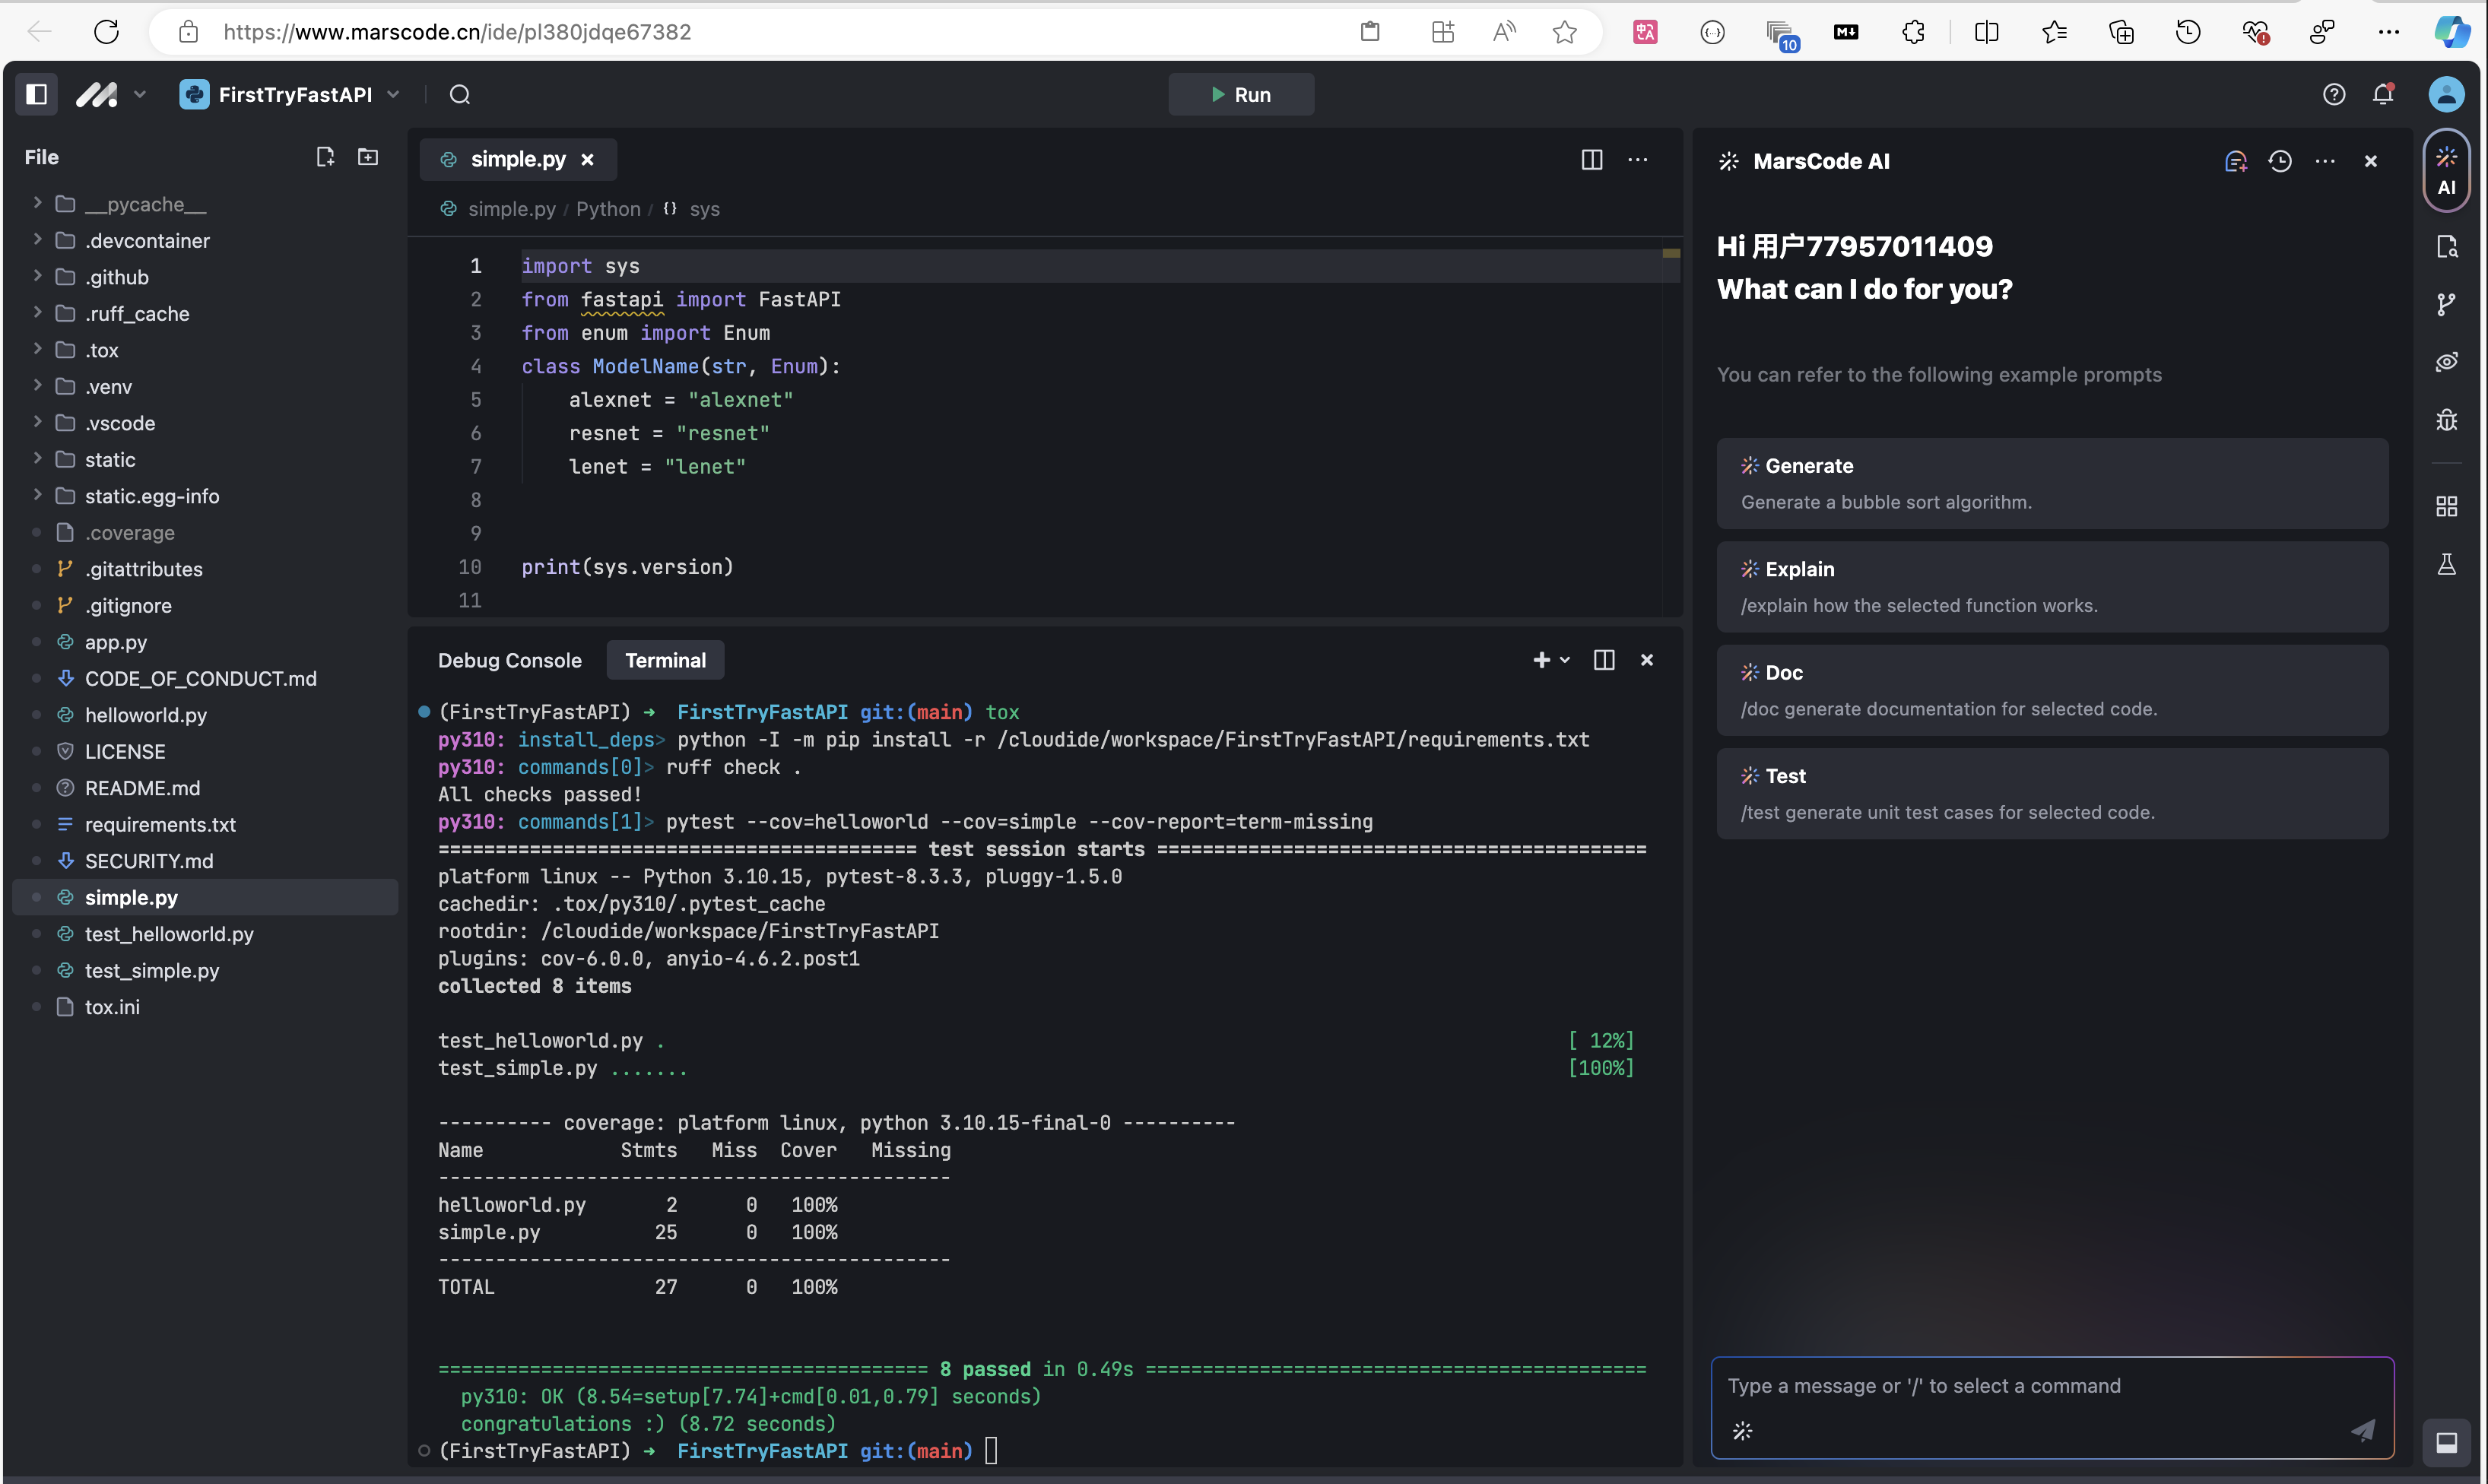 https://www.marscode.cn/ide/pl380jdqe67382
10
FirstTryFastAPI
Run
File
__pycache__
.devcontainer
.github
.ruff_cache
.tox
.venv
.vscode
static
static.egg-info
.coverage
.gitattributes
.gitignore
app.py
CODE_OF_CONDUCT.md
helloworld.py
LICENSE
README.md
requirements.txt
SECURITY.md
simple.py
test_helloworld.py
test_simple.py
tox.ini
simple.py
simple.py / Python / {} sys
1 import sys
2 from fastapi import FastAPI
3 from enum import Enum
4 class ModelName(str, Enum):
5 alexnet = "alexnet"
6 resnet = "resnet"
7 lenet = "lenet"
8
9
10 print(sys.version)
11
Debug Console Terminal
(FirstTryFastAPI) → FirstTryFastAPI git:(main) tox
py310: install_deps> python -I -m pip install -r /cloudide/workspace/FirstTryFastAPI/requirements.txt
py310: commands[0]> ruff check .
All checks passed!
py310: commands[1]> pytest --cov=helloworld --cov=simple --cov-report=term-missing
========================================== test session starts ===========================================
platform linux -- Python 3.10.15, pytest-8.3.3, pluggy-1.5.0
cachedir: .tox/py310/.pytest_cache
rootdir: /cloudide/workspace/FirstTryFastAPI
plugins: cov-6.0.0, anyio-4.6.2.post1
collected 8 items
test_helloworld.py . [ 12%]
test_simple.py ....... [100%]
---------- coverage: platform linux, python 3.10.15-final-0 ----------
Name Stmts Miss Cover Missing
---------------------------------------------
helloworld.py 2 0 100%
simple.py 25 0 100%
---------------------------------------------
TOTAL 27 0 100%
=========================================== 8 passed in 0.49s ============================================
py310: OK (8.54=setup[7.74]+cmd[0.01,0.79] seconds)
congratulations :) (8.72 seconds)
(FirstTryFastAPI) → FirstTryFastAPI git:(main)
MarsCode AI
Hi 用户77957011409
What can I do for you?
You can refer to the following example prompts
Generate
Generate a bubble sort algorithm.
Explain
/explain how the selected function works.
Doc
/doc generate documentation for selected code.
Test
/test generate unit test cases for selected code.
Type a message or '/' to select a command
AI